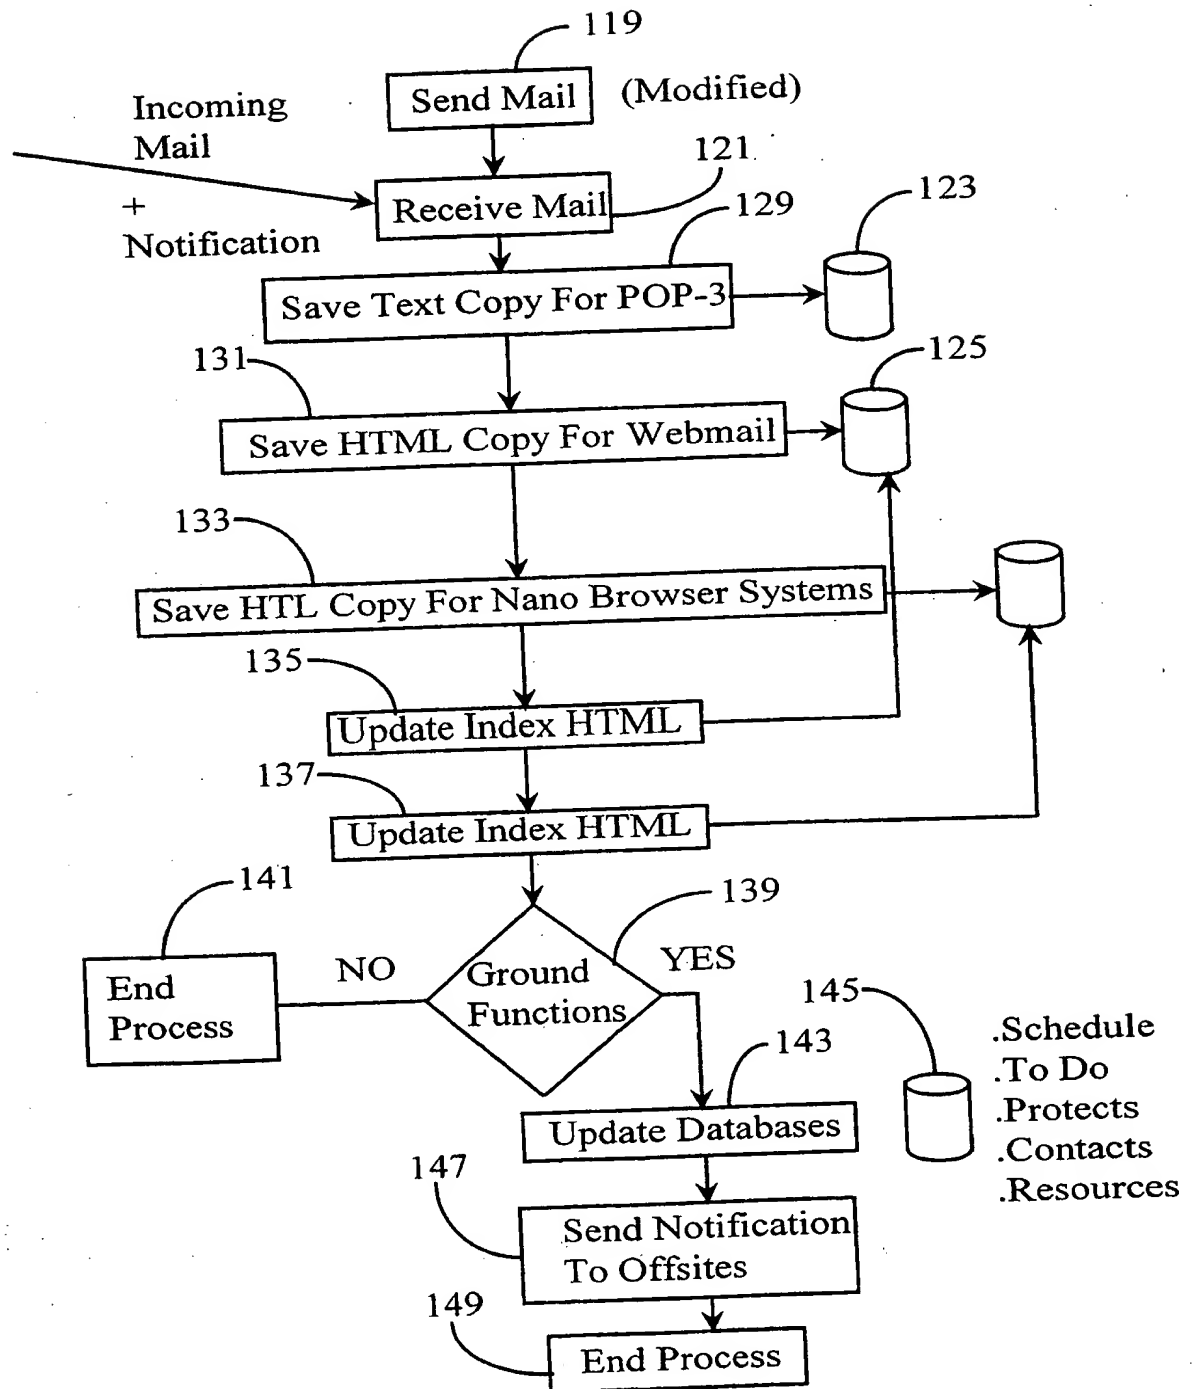 119
Send Mail
(Modified)
Incoming
Mail
+
Notification
121
Receive Mail
129
123
Save Text Copy For POP-3
131
125
Save HTML Copy For Webmail
133
Save HTL Copy For Nano Browser Systems
135
Update Index HTML
137
Update Index HTML
141
139
End
Process
NO
Ground
Functions
YES
145
.Schedule
.To Do
.Protects
.Contacts
.Resources
143
Update Databases
147
Send Notification
To Offsites
149
End Process